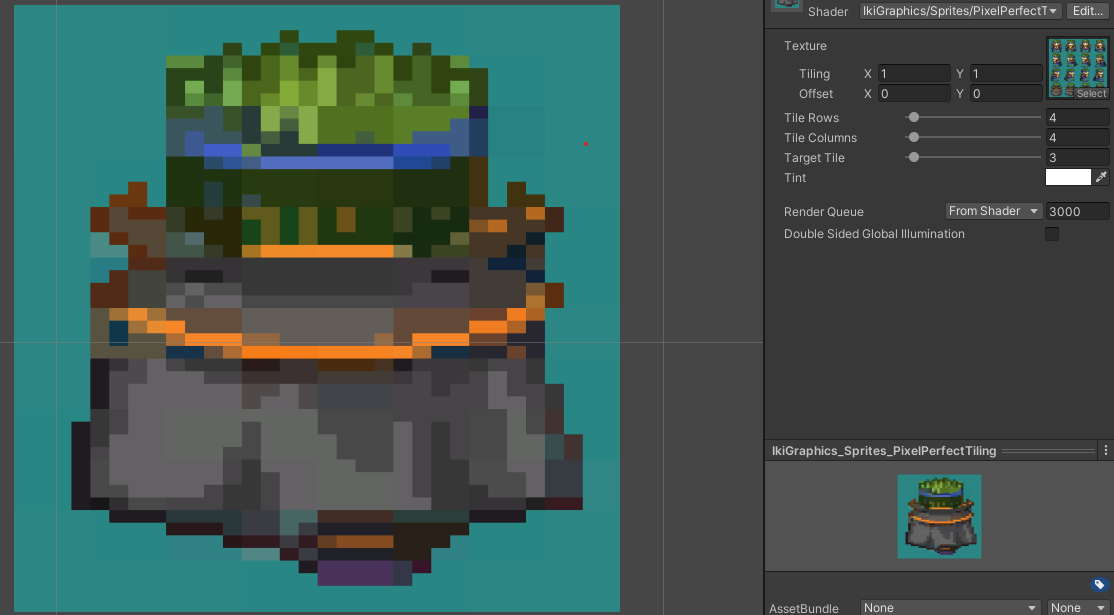 Shader IkiGraphics/Sprites/PixelPerfectT Edit...
Texture
Tiling X 1 Y 1
Offset X 0 Y 0
Select
Tile Rows 4
Tile Columns 4
Target Tile 3
Tint
Render Queue From Shader 3000
Double Sided Global Illumination
IkiGraphics_Sprites_PixelPerfectTiling
AssetBundle None None